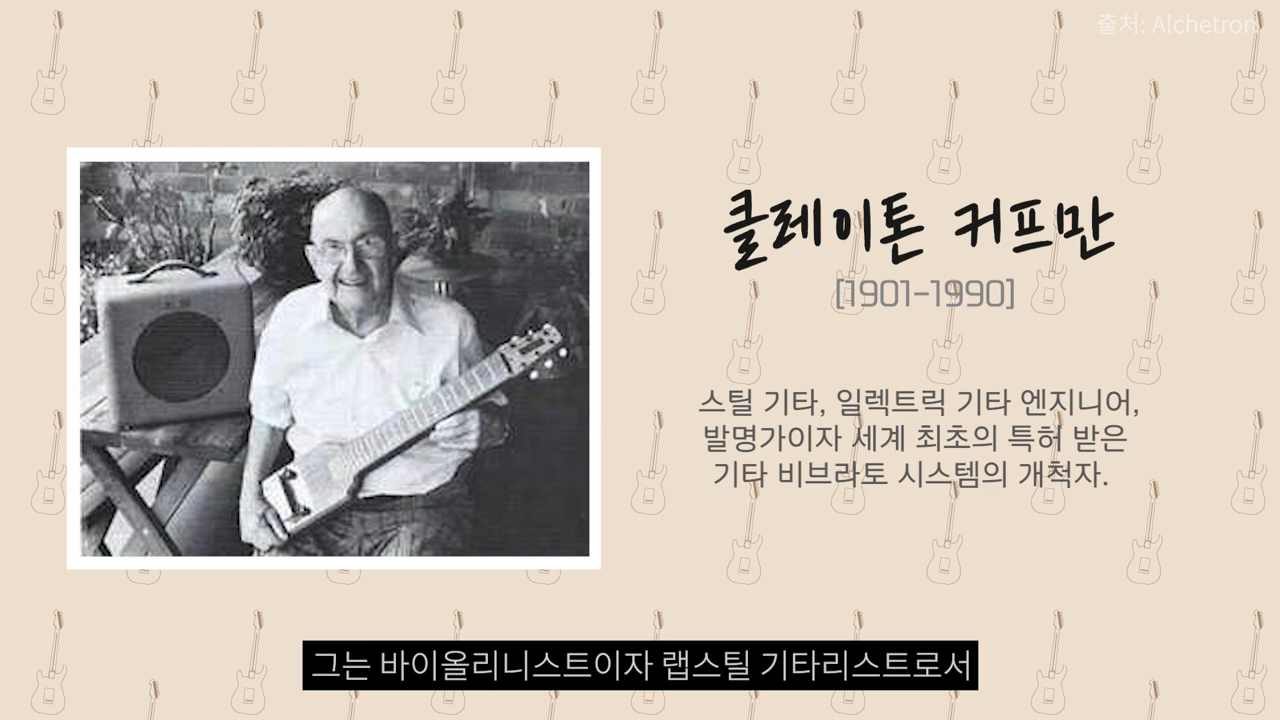 출처: Alchetron
클레이톤 커프만
[1901-1990]
스틸 기타, 일렉트릭 기타 엔지니어,
발명가이자 세계 최초의 특허 받은
기타 비브라토 시스템의 개척자.
그는 바이올리니스트이자 랩스틸 기타리스트로서